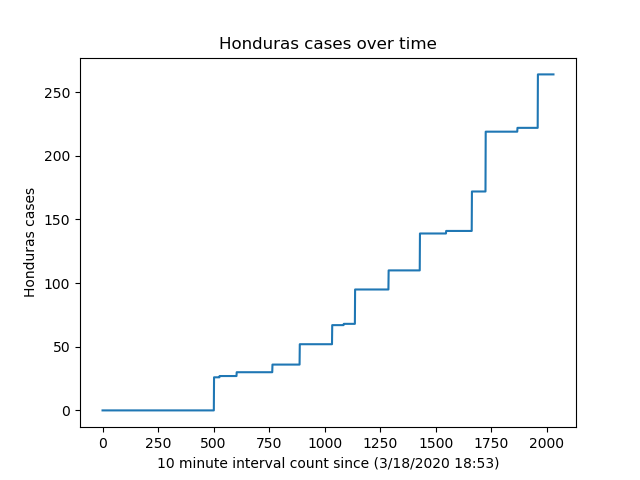 Honduras cases over time
250
200
150
100
50
0
Honduras cases
0 250 500 750 1000 1250 1500 1750 2000
10 minute interval count since (3/18/2020 18:53)